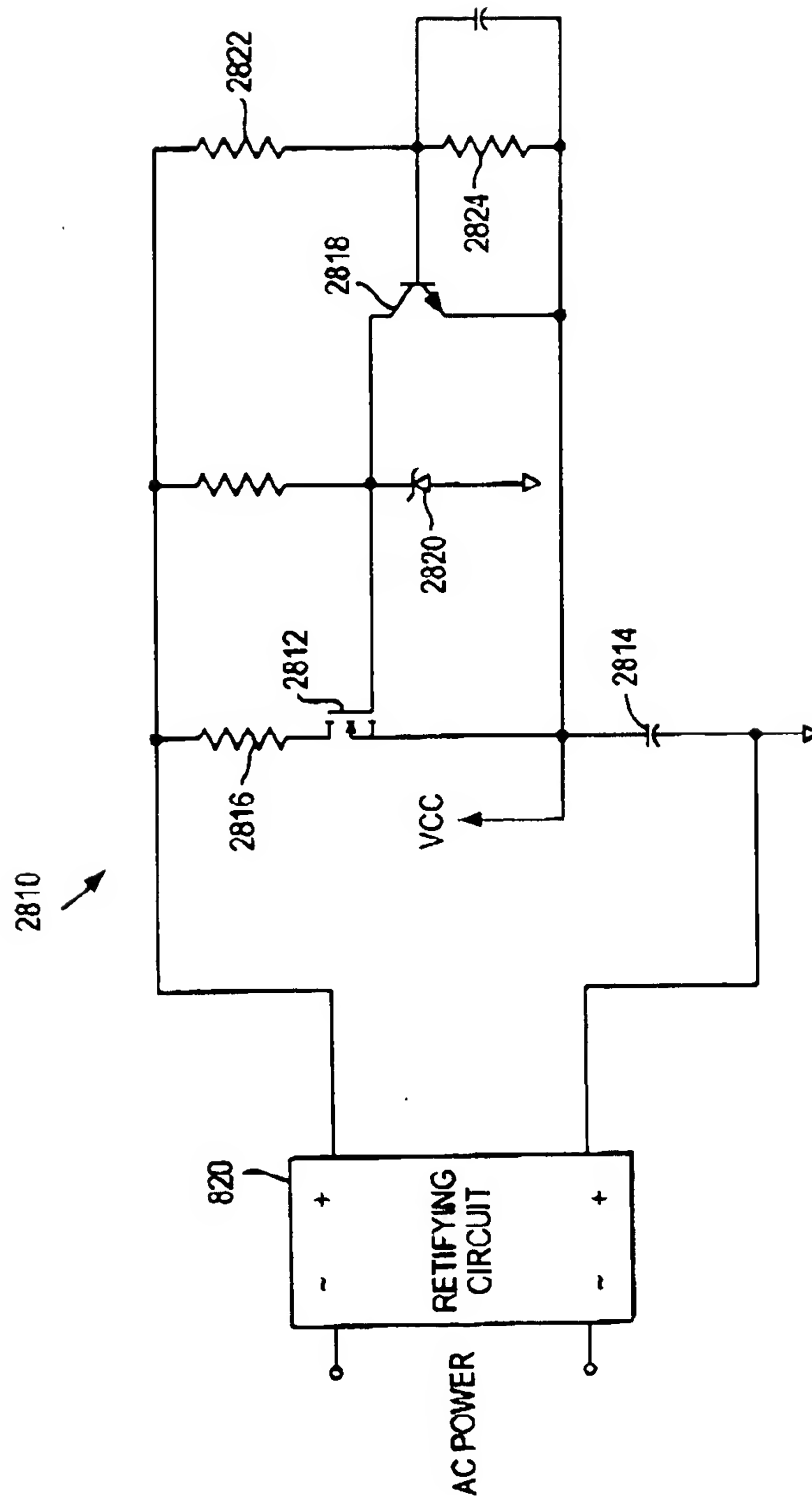 2810
820
AC POWER
~ +
RETIFYING
CIRCUIT
~ +
2816
2812
VCC
2814
2820
2818
2822
2824